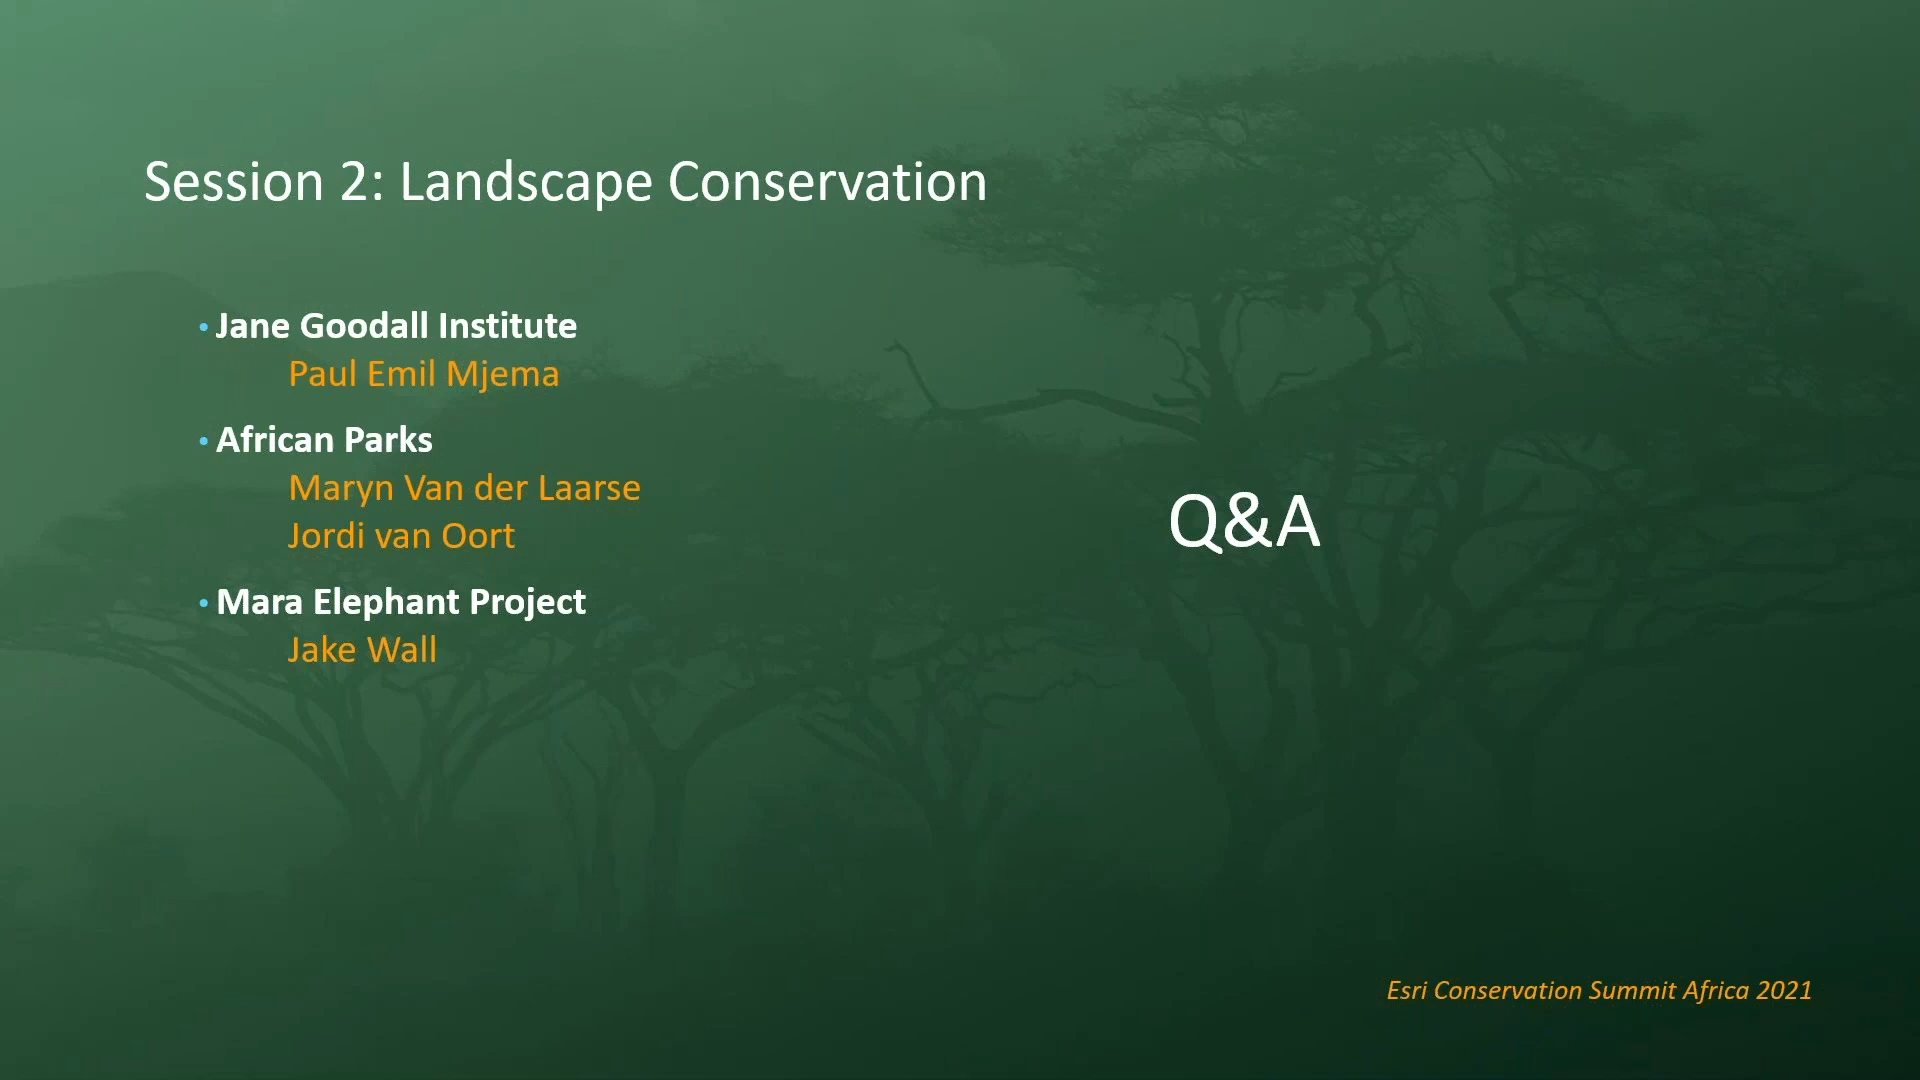 Session 2: Landscape Conservation
• Jane Goodall Institute
Paul Emil Mjema
• African Parks
Maryn Van der Laarse
Jordi van Oort
• Mara Elephant Project
Jake Wall
Q&A
Esri Conservation Summit Africa 2021